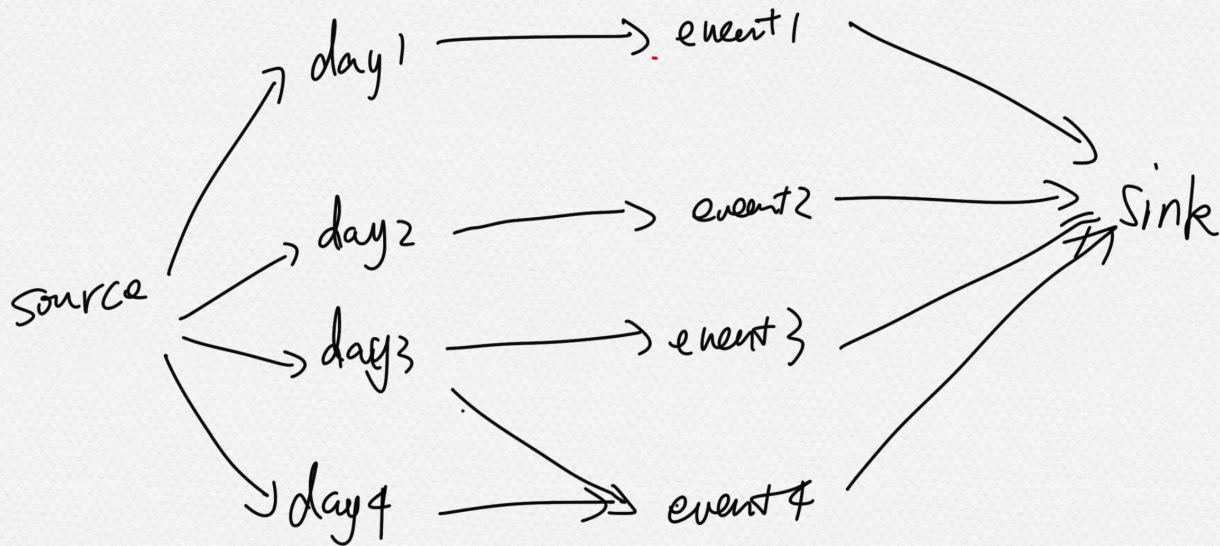 day1
event1
day2
event2
sink
source
day3
event3
day4
event4